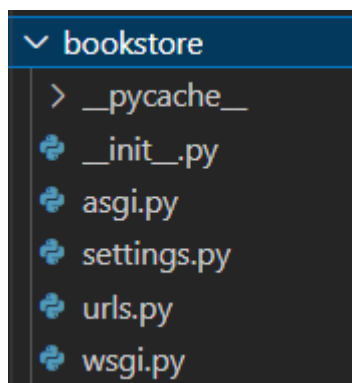 bookstore
__pycache__
__init__.py
asgi.py
settings.py
urls.py
wsgi.py